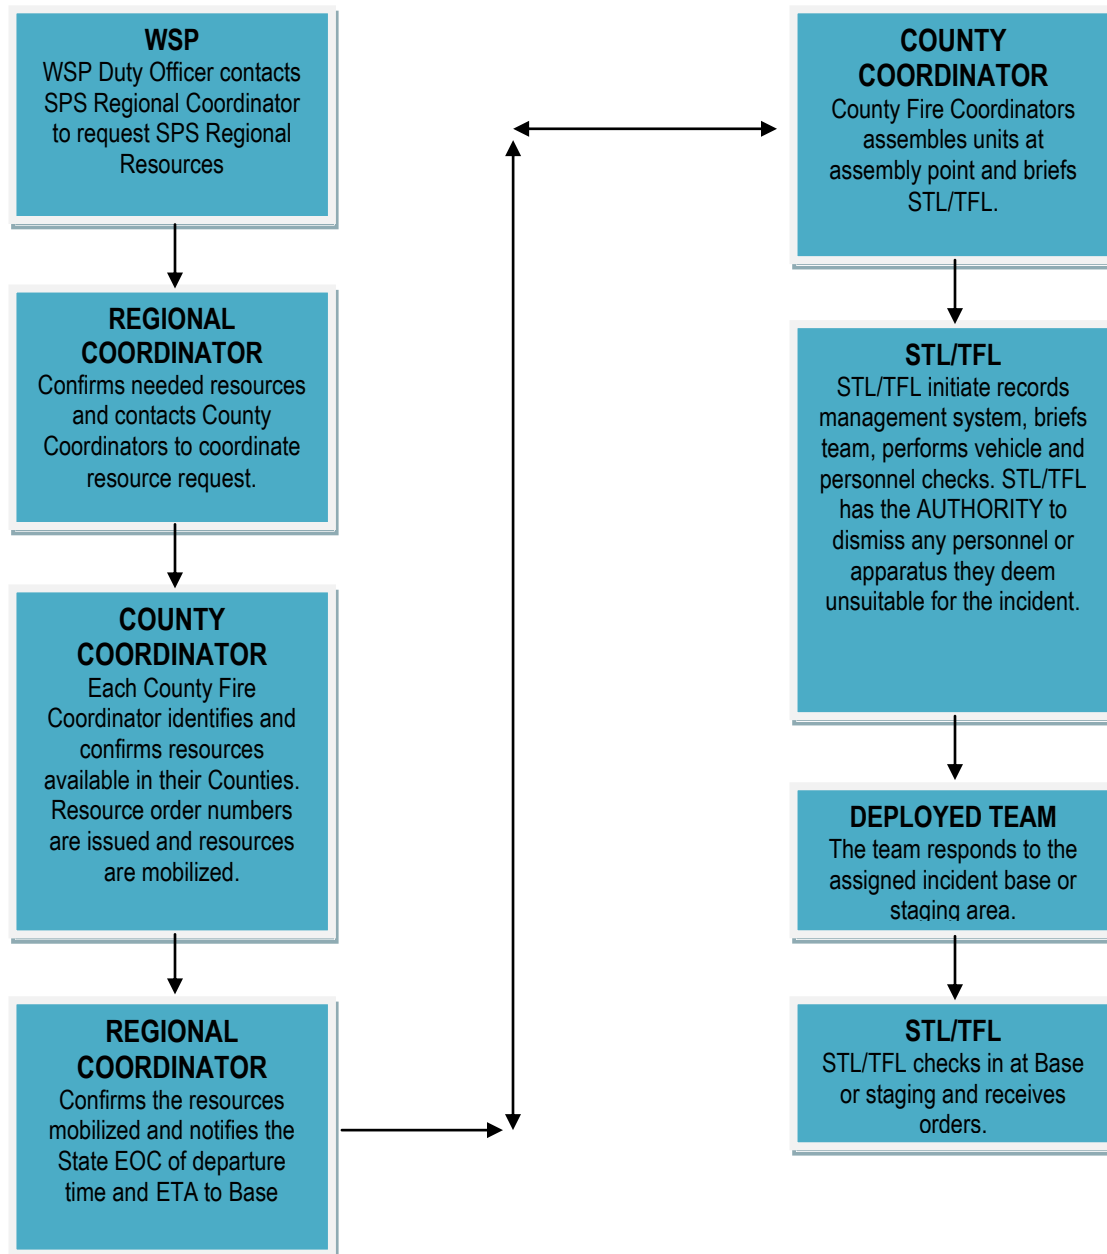 WSP
WSP Duty Officer contacts
SPS Regional Coordinator
to request SPS Regional
Resources
REGIONAL
COORDINATOR
Confirms needed resources
and contacts County
Coordinators to coordinate
resource request.
COUNTY
COORDINATOR
Each County Fire
Coordinator identifies and
confirms resources
available in their Counties.
Resource order numbers
are issued and resources
are mobilized.
REGIONAL
COORDINATOR
Confirms the resources
mobilized and notifies the
State EOC of departure
time and ETA to Base
COUNTY
COORDINATOR
County Fire Coordinators
assembles units at
assembly point and briefs
STL/TFL.
STL/TFL
STL/TFL initiate records
management system, briefs
team, performs vehicle and
personnel checks. STL/TFL
has the AUTHORITY to
dismiss any personnel or
apparatus they deem
unsuitable for the incident.
DEPLOYED TEAM
The team responds to the
assigned incident base or
staging area.
STL/TFL
STL/TFL checks in at Base
or staging and receives
orders.